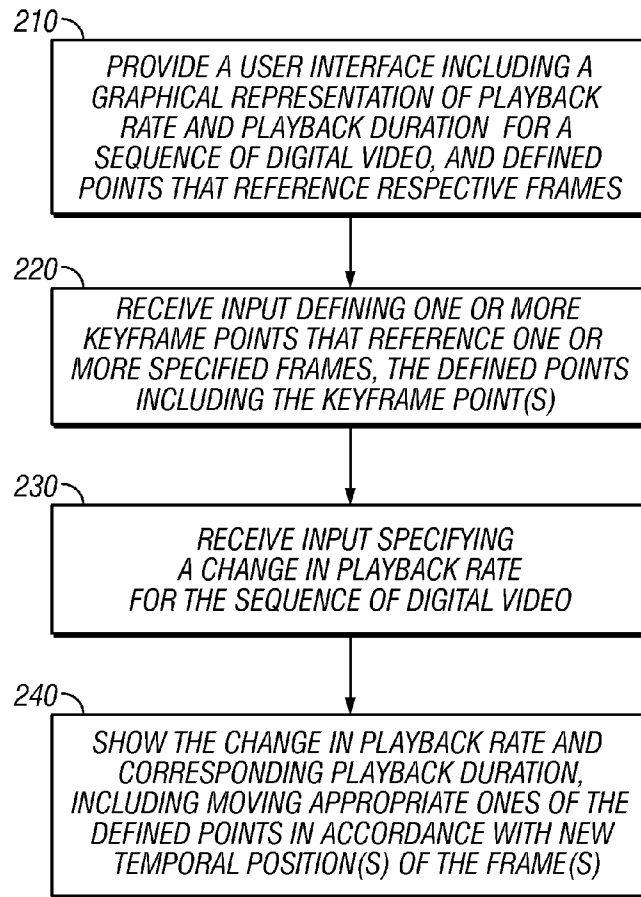 210
PROVIDE A USER INTERFACE INCLUDING A
GRAPHICAL REPRESENTATION OF PLAYBACK
RATE AND PLAYBACK DURATION FOR A
SEQUENCE OF DIGITAL VIDEO, AND DEFINED
POINTS THAT REFERENCE RESPECTIVE FRAMES
220
RECEIVE INPUT DEFINING ONE OR MORE
KEYFRAME POINTS THAT REFERENCE ONE OR
MORE SPECIFIED FRAMES, THE DEFINED POINTS
INCLUDING THE KEYFRAME POINT(S)
230
RECEIVE INPUT SPECIFYING
A CHANGE IN PLAYBACK RATE
FOR THE SEQUENCE OF DIGITAL VIDEO
240
SHOW THE CHANGE IN PLAYBACK RATE AND
CORRESPONDING PLAYBACK DURATION,
INCLUDING MOVING APPROPRIATE ONES OF THE
DEFINED POINTS IN ACCORDANCE WITH NEW
TEMPORAL POSITION(S) OF THE FRAME(S)